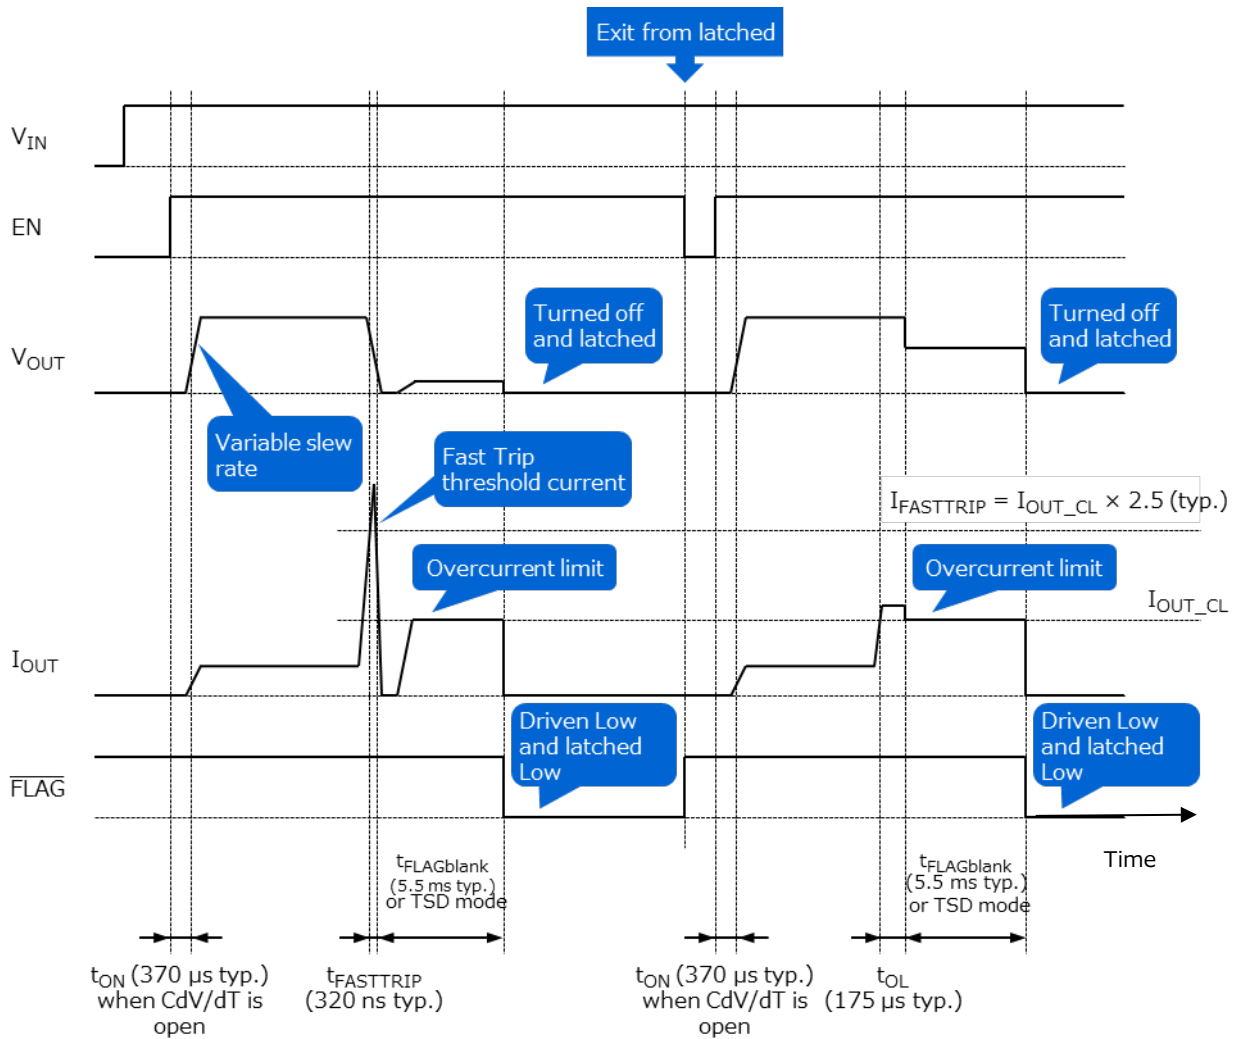 Exit from latched
VIN
EN
VOUT
Turned off
and latched
Turned off
and latched
Variable slew
rate
Fast Trip
threshold current
IFASTTRIP = IOUT_CL × 2.5 (typ.)
Overcurrent limit
Overcurrent limit
IOUT_CL
IOUT
Driven Low
and latched
Low
Driven Low
and latched
Low
FLAG
Time
tFLAGblank
(5.5 ms typ.)
or TSD mode
tFLAGblank
(5.5 ms typ.)
or TSD mode
tON (370 µs typ.)
when CdV/dT is
open
tFASTTRIP
(320 ns typ.)
tON (370 µs typ.)
when CdV/dT is
open
tOL
(175 µs typ.)